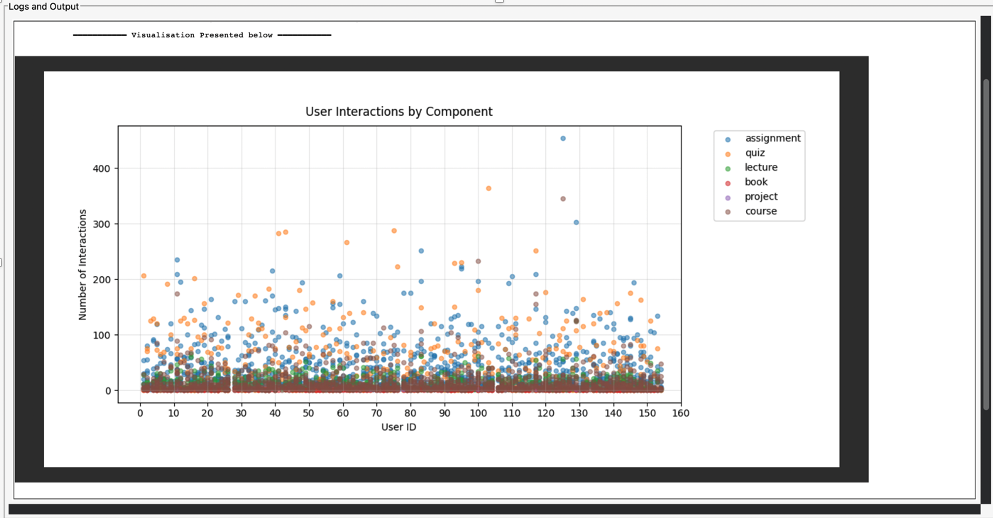 Logs and Output
Visualisation Presented below
User Interactions by Component
assignment
quiz
lecture
book
project
course
Number of Interactions
400
300
200
100
0
0 10 20 30 40 50 60 70 80 90 100 110 120 130 140 150 160
User ID